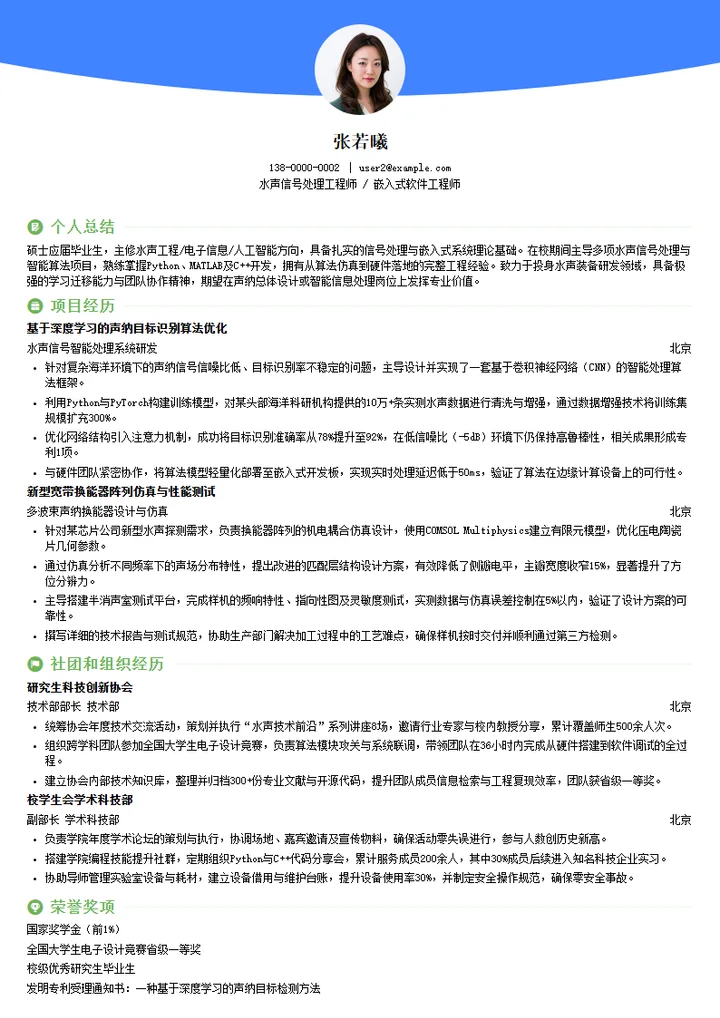 张若曦
138-0000-0002 | user2@example.com
水声信号处理工程师 / 嵌入式软件工程师
个人总结
硕士应届毕业生，主修水声工程/电子信息/人工智能方向，具备扎实的信号处理与嵌入式系统理论基础。在校期间主导多项水声信号处理与
智能算法项目，熟练掌握Python、MATLAB及C++开发，拥有从算法仿真到硬件落地的完整工程经验。致力于投身水声装备研发领域，具备极
强的学习迁移能力与团队协作精神，期望在声纳总体设计或智能信息处理岗位上发挥专业价值。
项目经历
基于深度学习的声纳目标识别算法优化
水声信号智能处理系统研发 北京
• 针对复杂海洋环境下的声纳信号信噪比低、目标识别率不稳定的问题，主导设计并实现了一套基于卷积神经网络（CNN）的智能处理算
法框架。
• 利用Python与PyTorch构建训练模型，对某头部海洋科研机构提供的10万+条实测水声数据进行清洗与增强，通过数据增强技术将训练集
规模扩充300%。
• 优化网络结构引入注意力机制，成功将目标识别准确率从78%提升至92%，在低信噪比（-5dB）环境下仍保持高鲁棒性，相关成果形成专
利1项。
• 与硬件团队紧密协作，将算法模型轻量化部署至嵌入式开发板，实现实时处理延迟低于50ms，验证了算法在边缘计算设备上的可行性。
新型宽带换能器阵列仿真与性能测试
多波束声纳换能器设计与仿真 北京
• 针对某芯片公司新型水声探测需求，负责换能器阵列的机电耦合仿真设计，使用COMSOL Multiphysics建立有限元模型，优化压电陶瓷
片几何参数。
• 通过仿真分析不同频率下的声场分布特性，提出改进的匹配层结构设计方案，有效降低了侧瓣电平，主瓣宽度收窄15%，显著提升了方
位分辨力。
• 主导搭建半消声室测试平台，完成样机的频响特性、指向性图及灵敏度测试，实测数据与仿真误差控制在5%以内，验证了设计方案的可
靠性。
• 撰写详细的技术报告与测试规范，协助生产部门解决加工过程中的工艺难点，确保样机按时交付并顺利通过第三方检测。
社团和组织经历
研究生科技创新协会
技术部部长 技术部 北京
• 统筹协会年度技术交流活动，策划并执行“水声技术前沿”系列讲座8场，邀请行业专家与校内教授分享，累计覆盖师生500余人次。
• 组织跨学科团队参加全国大学生电子设计竞赛，负责算法模块攻关与系统联调，带领团队在36小时内完成从硬件搭建到软件调试的全过
程。
• 建立协会内部技术知识库，整理并归档300+份专业文献与开源代码，提升团队成员信息检索与工程复现效率，团队获省级一等奖。
校学生会学术科技部
副部长 学术科技部 北京
• 负责学院年度学术论坛的策划与执行，协调场地、嘉宾邀请及宣传物料，确保活动零失误进行，参与人数创历史新高。
• 搭建学院编程技能提升社群，定期组织Python与C++代码分享会，累计服务成员200余人，其中30%成员后续进入知名科技企业实习。
• 协助导师管理实验室设备与耗材，建立设备借用与维护台账，提升设备使用率30%，并制定安全操作规范，确保零安全事故。
荣誉奖项
国家奖学金（前1%）
全国大学生电子设计竞赛省级一等奖
校级优秀研究生毕业生
发明专利受理通知书：一种基于深度学习的声纳目标检测方法